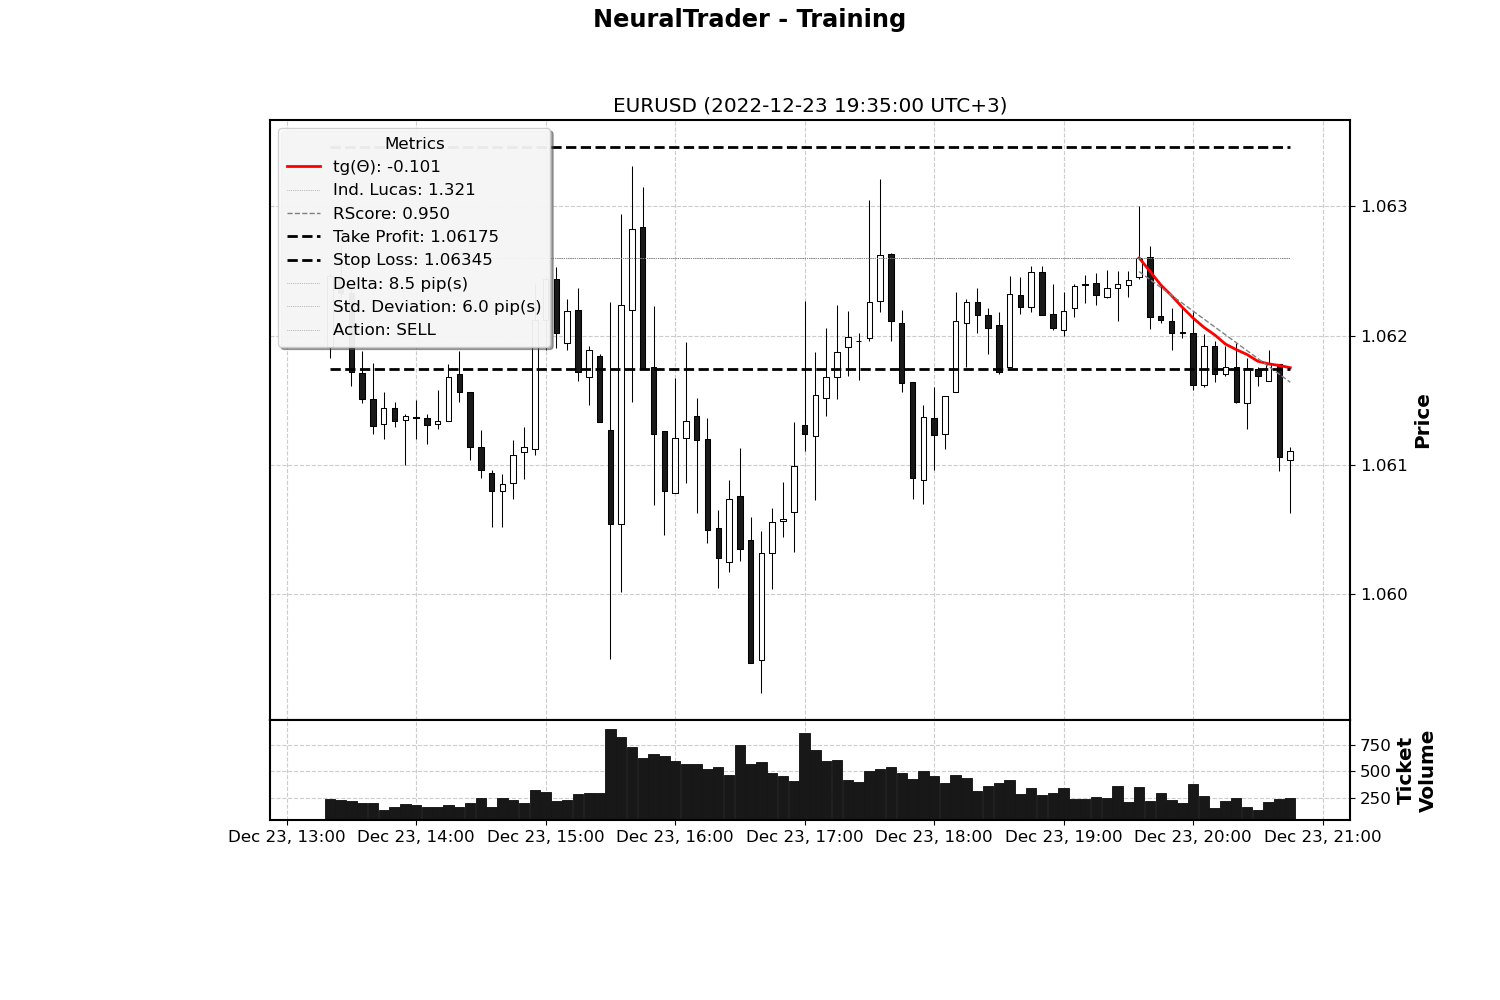 NeuralTrader - Training
EURUSD (2022-12-23 19:35:00 UTC+3)
Metrics
tg(Θ): -0.101
Ind. Lucas: 1.321
RScore: 0.950
Take Profit: 1.06175
Stop Loss: 1.06345
Delta: 8.5 pip(s)
Std. Deviation: 6.0 pip(s)
Action: SELL
1.063
1.062
1.061
1.060
Price
750
500
250
Ticket
Volume
Dec 23, 13:00 Dec 23, 14:00 Dec 23, 15:00 Dec 23, 16:00 Dec 23, 17:00 Dec 23, 18:00 Dec 23, 19:00 Dec 23, 20:00 Dec 23, 21:00